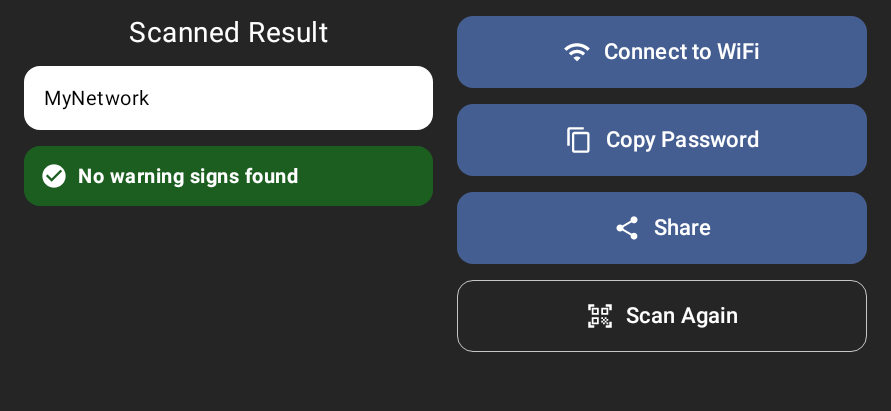 Scanned Result
MyNetwork
No warning signs found
Connect to WiFi
Copy Password
Share
Scan Again